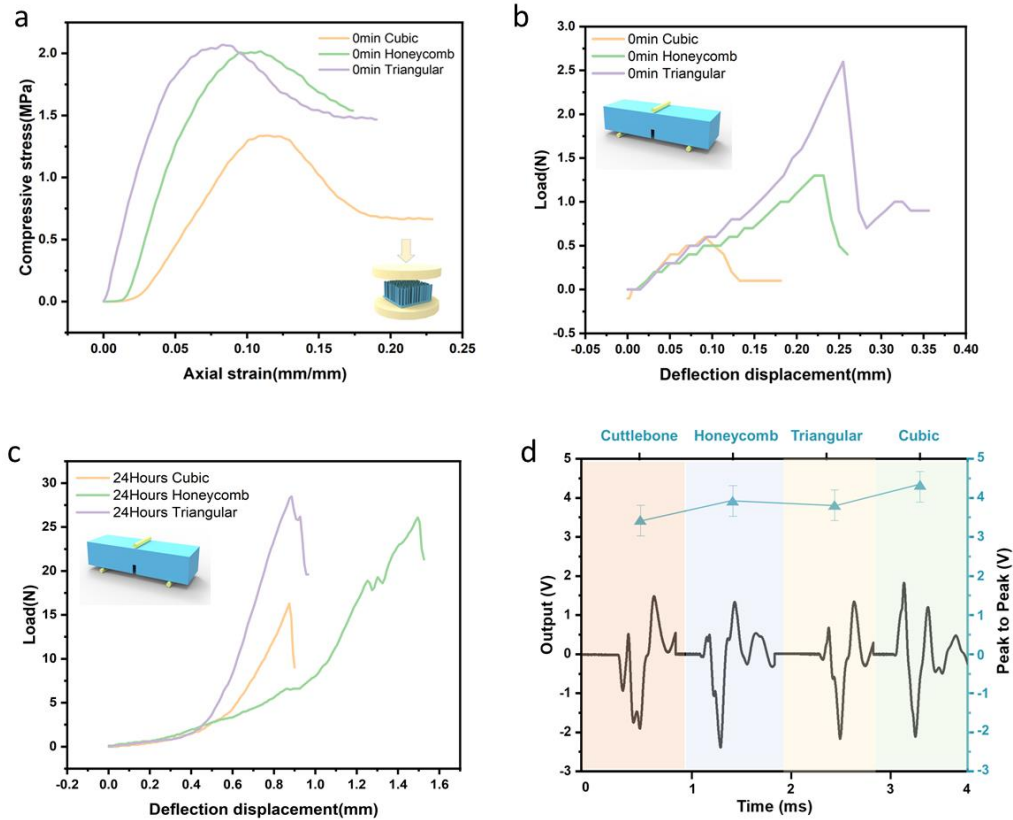 a
2.0
1.5
1.0
0.5
0.0
Compressive stress(MPa)
0min Cubic
0min Honeycomb
0min Triangular
0.00 0.05 0.10 0.15 0.20 0.25
Axial strain(mm/mm)
b
3.0
2.5
2.0
1.5
1.0
0.5
0.0
-0.5
Load(N)
0min Cubic
0min Honeycomb
0min Triangular
-0.05 0.00 0.05 0.10 0.15 0.20 0.25 0.30 0.35 0.40
Deflection displacement(mm)
c
30
25
20
15
10
5
0
Load(N)
24Hours Cubic
24Hours Honeycomb
24Hours Triangular
-0.2 0.0 0.2 0.4 0.6 0.8 1.0 1.2 1.4 1.6
Deflection displacement(mm)
d
Cuttlebone Honeycomb Triangular Cubic
5
4
3
2
1
0
-1
-2
-3
Output (V)
5
4
3
2
1
0
-1
-2
-3
Peak to Peak (V)
0 1 2 3 4
Time (ms)